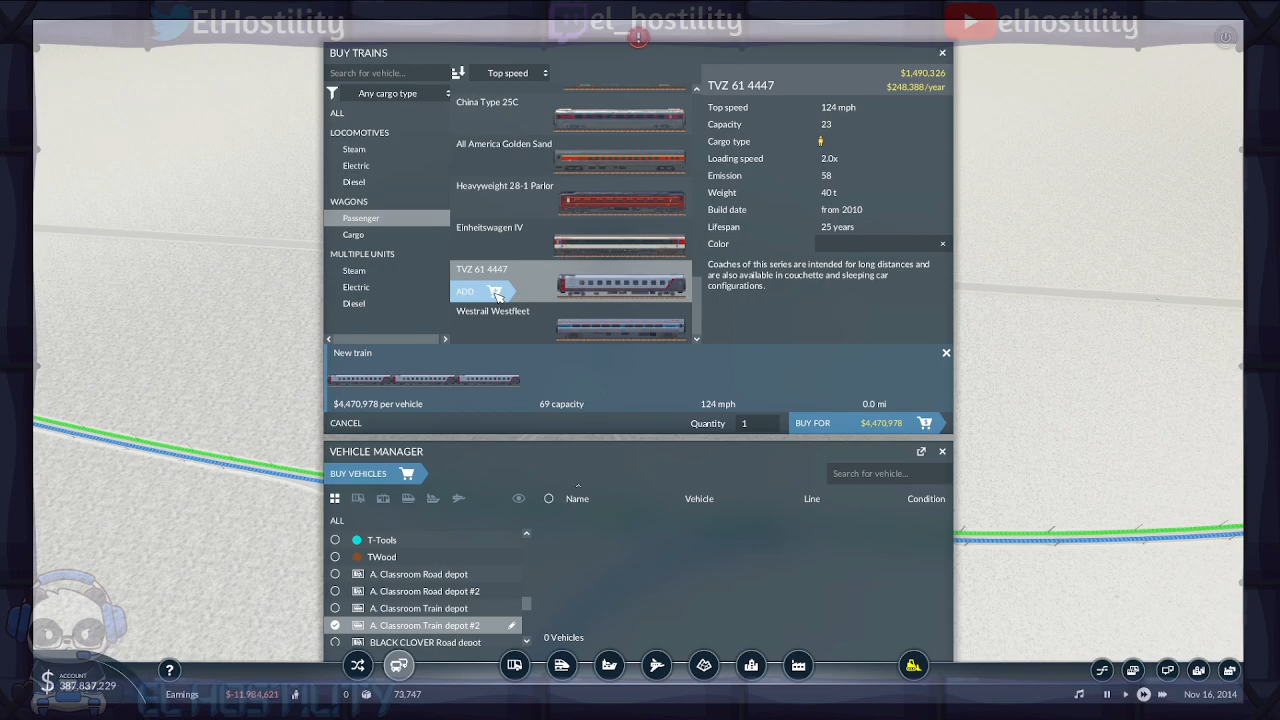 ElHostility
el_hostility
elhostility
BUY TRAINS
Search for vehicle...
Top speed
Any cargo type
ALL
LOCOMOTIVES
Steam
Electric
Diesel
WAGONS
Passenger
Cargo
MULTIPLE UNITS
Steam
Electric
Diesel
China Type 25C
All America Golden Sand
Heavyweight 28-1 Parlor
Einheitswagen IV
TVZ 61 4447
ADD
Westrail Westfleet
$1,490,326
TVZ 61 4447
$248,388/year
Top speed 124 mph
Capacity 23
Cargo type
Loading speed 2.0x
Emission 58
Weight 40 t
Build date from 2010
Lifespan 25 years
Color
Coaches of this series are intended for long distances and
are also available in couchette and sleeping car
configurations.
New train
$4,470,978 per vehicle 69 capacity 124 mph 0.0 mi
CANCEL Quantity 1 BUY FOR $4,470,978
VEHICLE MANAGER
BUY VEHICLES Search for vehicle...
Name Vehicle Line Condition
ALL
T-Tools
TWood
A. Classroom Road depot
A. Classroom Road depot #2
A. Classroom Train depot
A. Classroom Train depot #2
BLACK CLOVER Road depot
0 Vehicles
ACCOUNT
$ 387,837,229
Earnings $-11,984,621 0 73,747 Nov 16, 2014
EL HOSTILITY